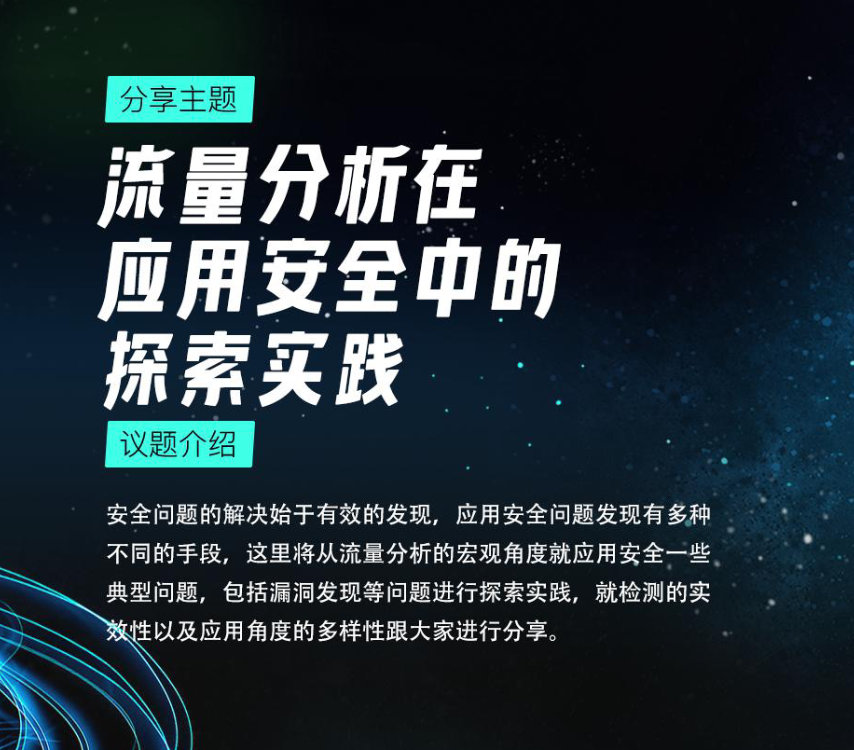 分享主题
流量分析在
应用安全中的
探索实践
议题介绍
安全问题的解决始于有效的发现，应用安全问题发现有多种
不同的手段，这里将从流量分析的宏观角度就应用安全一些
典型问题，包括漏洞发现等问题进行探索实践，就检测的实
效性以及应用角度的多样性跟大家进行分享。